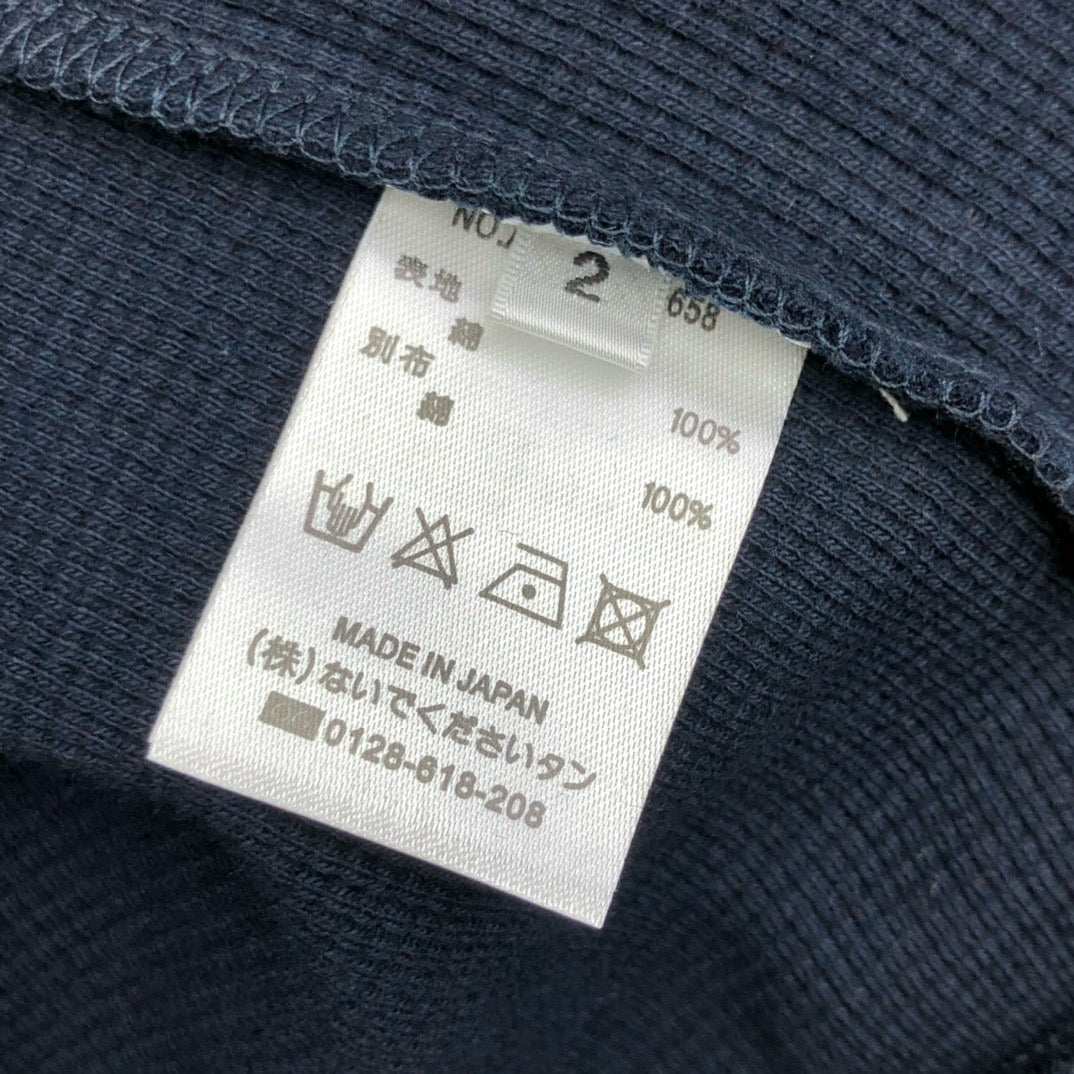 NO.
2
658
表地
綿 100%
別布
綿 100%
MADE IN JAPAN
(株)ないでくださいタン
0128-618-208